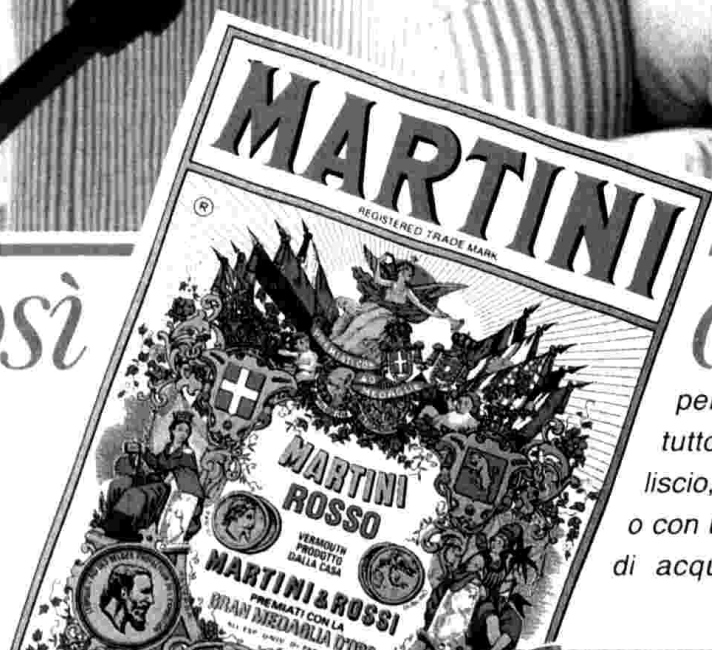 MARTINI
REGISTERED TRADE MARK
®
MARTINI
ROSSO
VERMOUTH
PRODOTTO
DALLA CASA
MARTINI & ROSSI
PREMIATI CON LA
GRAN MEDAGLIA D'ORO
osì
per
tutto
liscio,
o con
di acqu